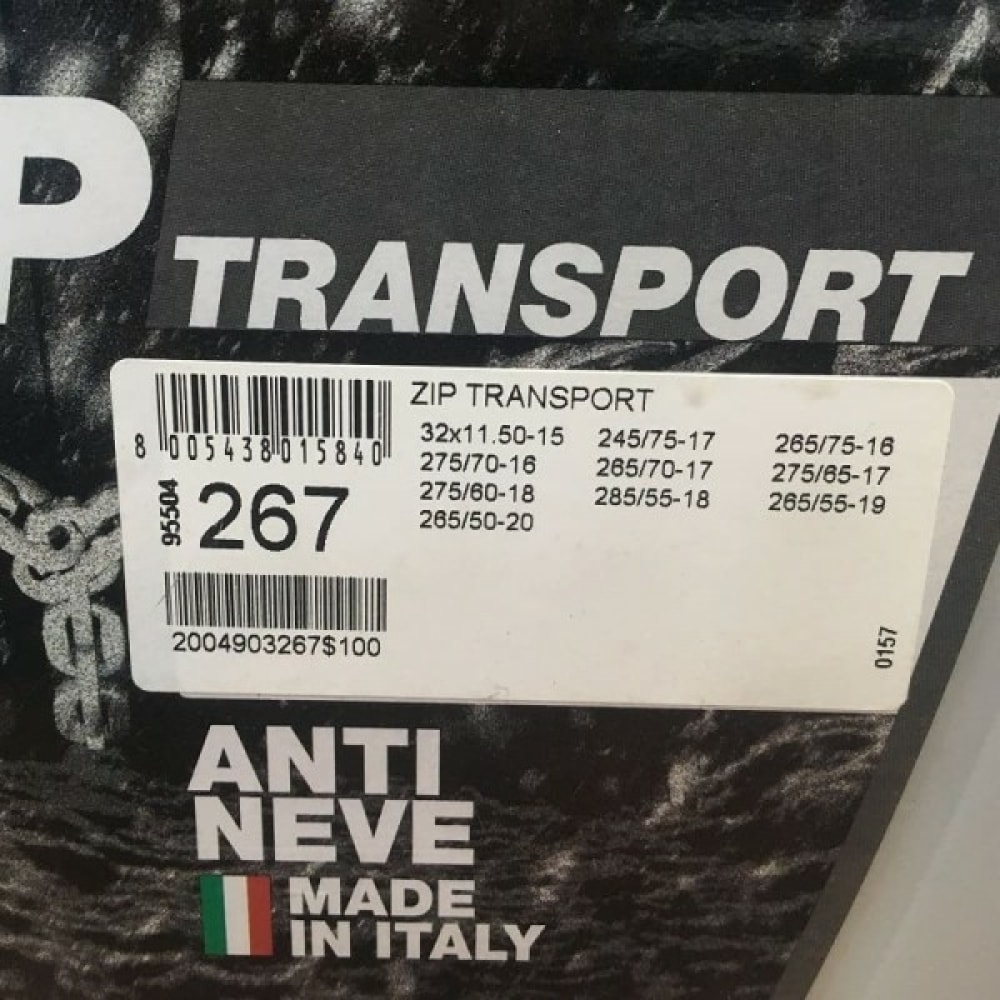 P TRANSPORT
ZIP TRANSPORT
32x11.50-15 245/75-17 265/75-16
275/70-16 265/70-17 275/65-17
275/60-18 285/55-18 265/55-19
265/50-20
8 005438 015840
95504
267
2004903267$100
0157
ANTI
NEVE
MADE
IN ITALY